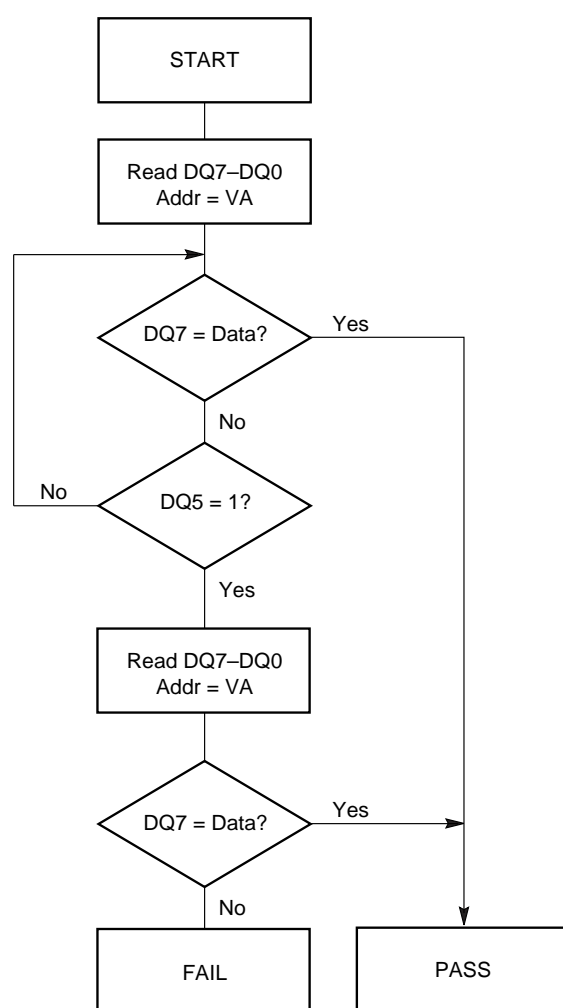 START
Read DQ7–DQ0
Addr = VA
DQ7 = Data?
Yes
No
No
DQ5 = 1?
Yes
Read DQ7–DQ0
Addr = VA
DQ7 = Data?
Yes
No
FAIL
PASS